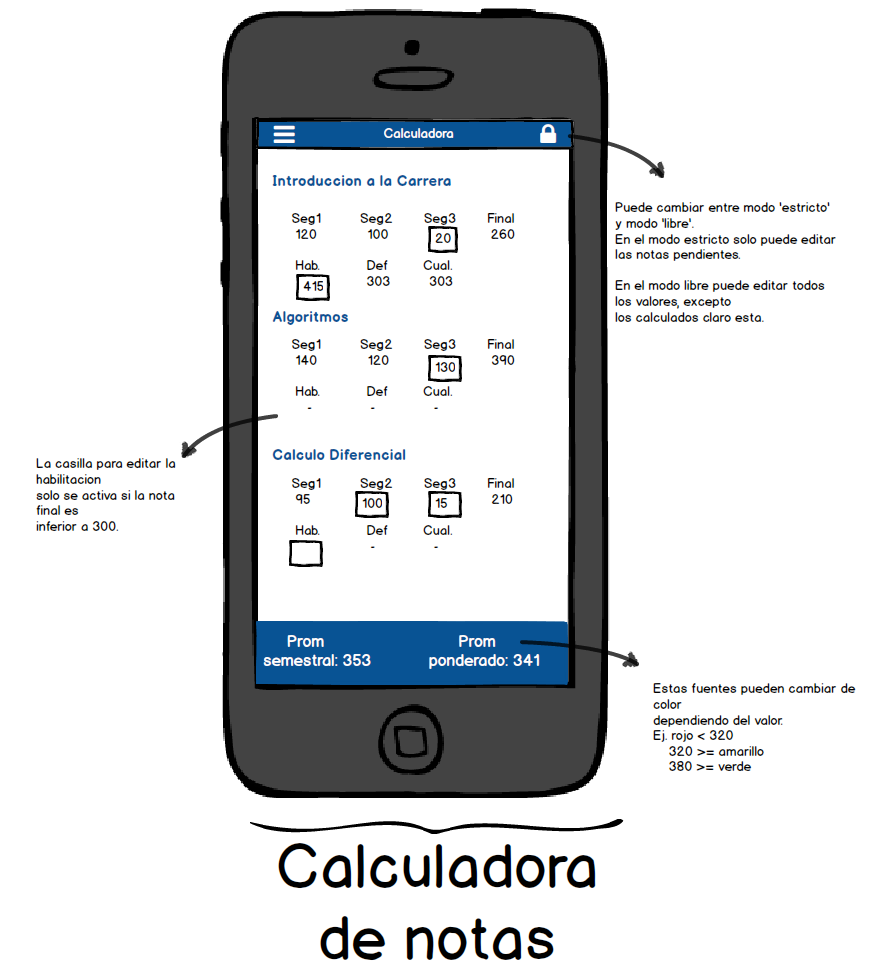 Calculadora
Introduccion a la Carrera
Seg1 Seg2 Seg3 Final
120 100 20 260
Hab. Def Cual.
415 303 303
Algoritmos
Seg1 Seg2 Seg3 Final
140 120 130 390
Hab. Def Cual.
- - -
Calculo Diferencial
Seg1 Seg2 Seg3 Final
95 100 15 210
Hab. Def Cual.
- -
Prom Prom
semestral: 353 ponderado: 341
Puede cambiar entre modo 'estricto'
y modo 'libre'.
En el modo estricto solo puede editar
las notas pendientes.
En el modo libre puede editar todos
los valores, excepto
los calculados claro esta.
La casilla para editar la
habilitacion
solo se activa si la nota
final es
inferior a 300.
Estas fuentes pueden cambiar de
color
dependiendo del valor.
Ej. rojo < 320
320 >= amarillo
380 >= verde
Calculadora
de notas